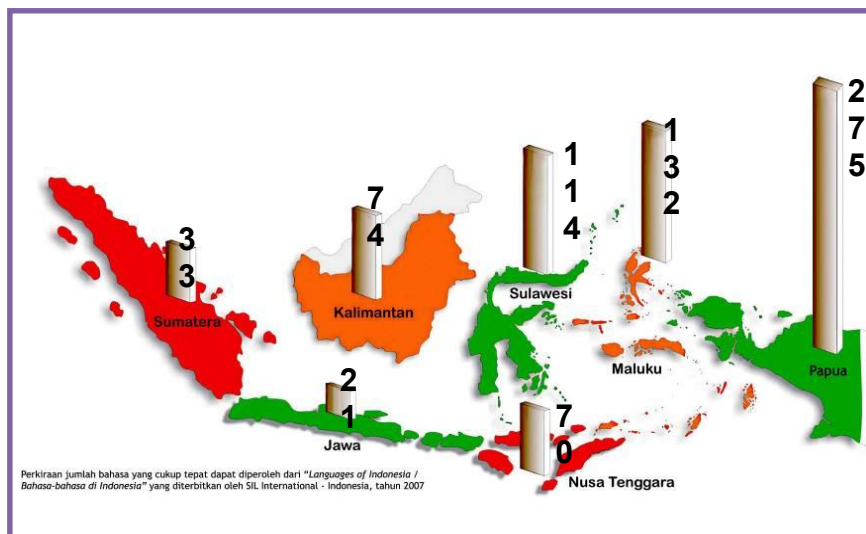 2
7
5
1
3
2
1
1
4
7
4
3
3
Sulawesi
Kalimantan
Sumatera
Maluku
Papua
2
1
7
0
Jawa
Nusa Tenggara
Perkiraan jumlah bahasa yang cukup tepat dapat diperoleh dari “Languages of Indonesia /
Bahasa-bahasa di Indonesia” yang diterbitkan oleh SIL International - Indonesia, tahun 2007